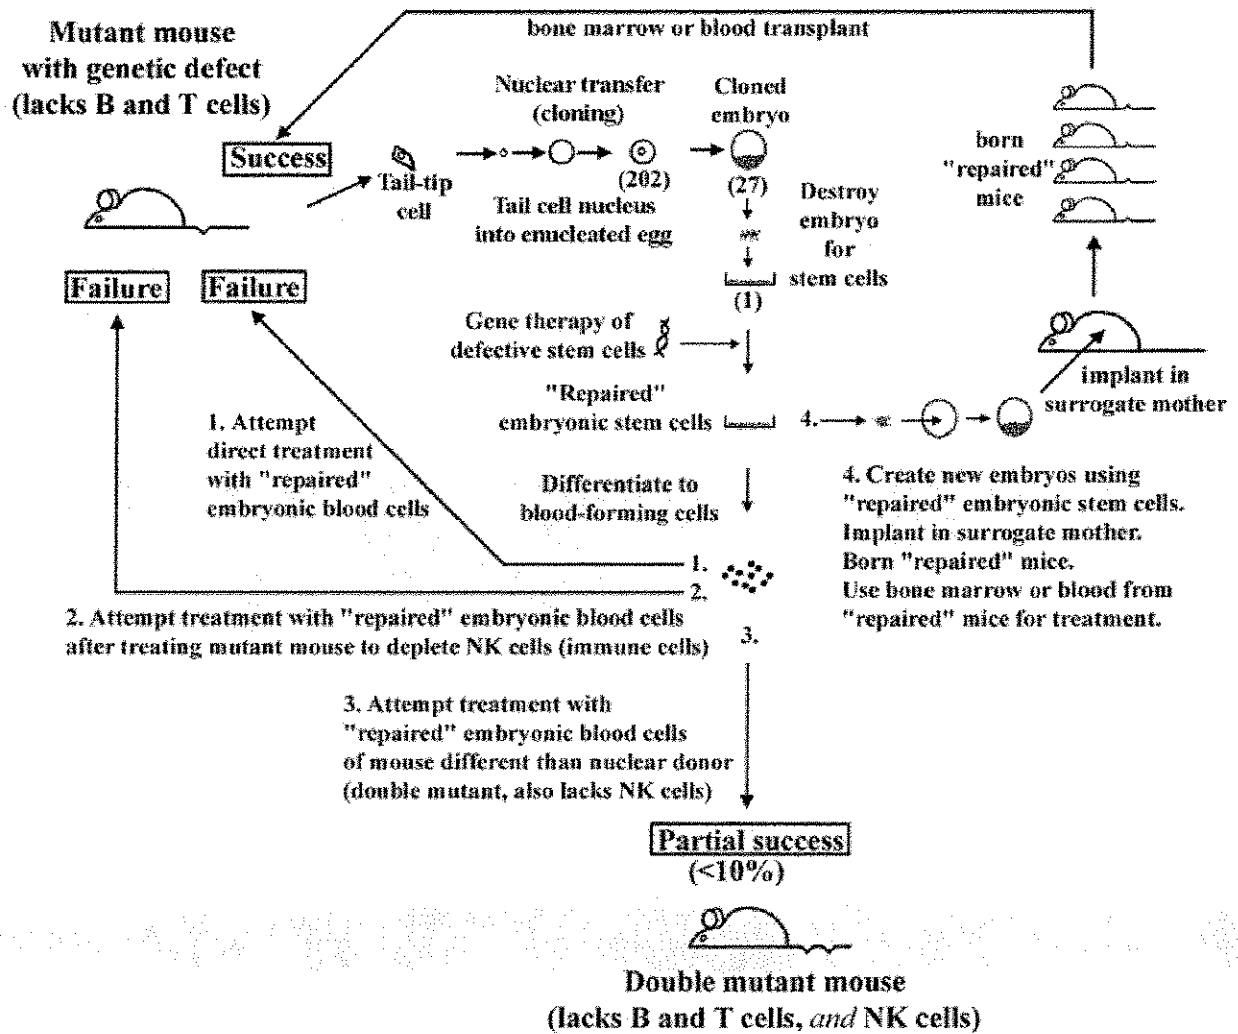 Mutant mouse
with genetic defect
(lacks B and T cells)
bone marrow or blood transplant
Success
Tail-tip
cell
Nuclear transfer
(cloning)
(202)
Tail cell nucleus
into enucleated egg
Cloned
embryo
(27)
Destroy
embryo
for
stem cells
(1)
born
"repaired"
mice
Failure
Failure
Gene therapy of
defective stem cells
"Repaired"
embryonic stem cells
4.
implant in
surrogate mother
1. Attempt
direct treatment
with "repaired"
embryonic blood cells
Differentiate to
blood-forming cells
4. Create new embryos using
"repaired" embryonic stem cells.
Implant in surrogate mother.
Born "repaired" mice.
Use bone marrow or blood from
"repaired" mice for treatment.
1.
2.
3.
2. Attempt treatment with "repaired" embryonic blood cells
after treating mutant mouse to deplete NK cells (immune cells)
3. Attempt treatment with
"repaired" embryonic blood cells
of mouse different than nuclear donor
(double mutant, also lacks NK cells)
Partial success
(<10%)
Double mutant mouse
(lacks B and T cells, and NK cells)